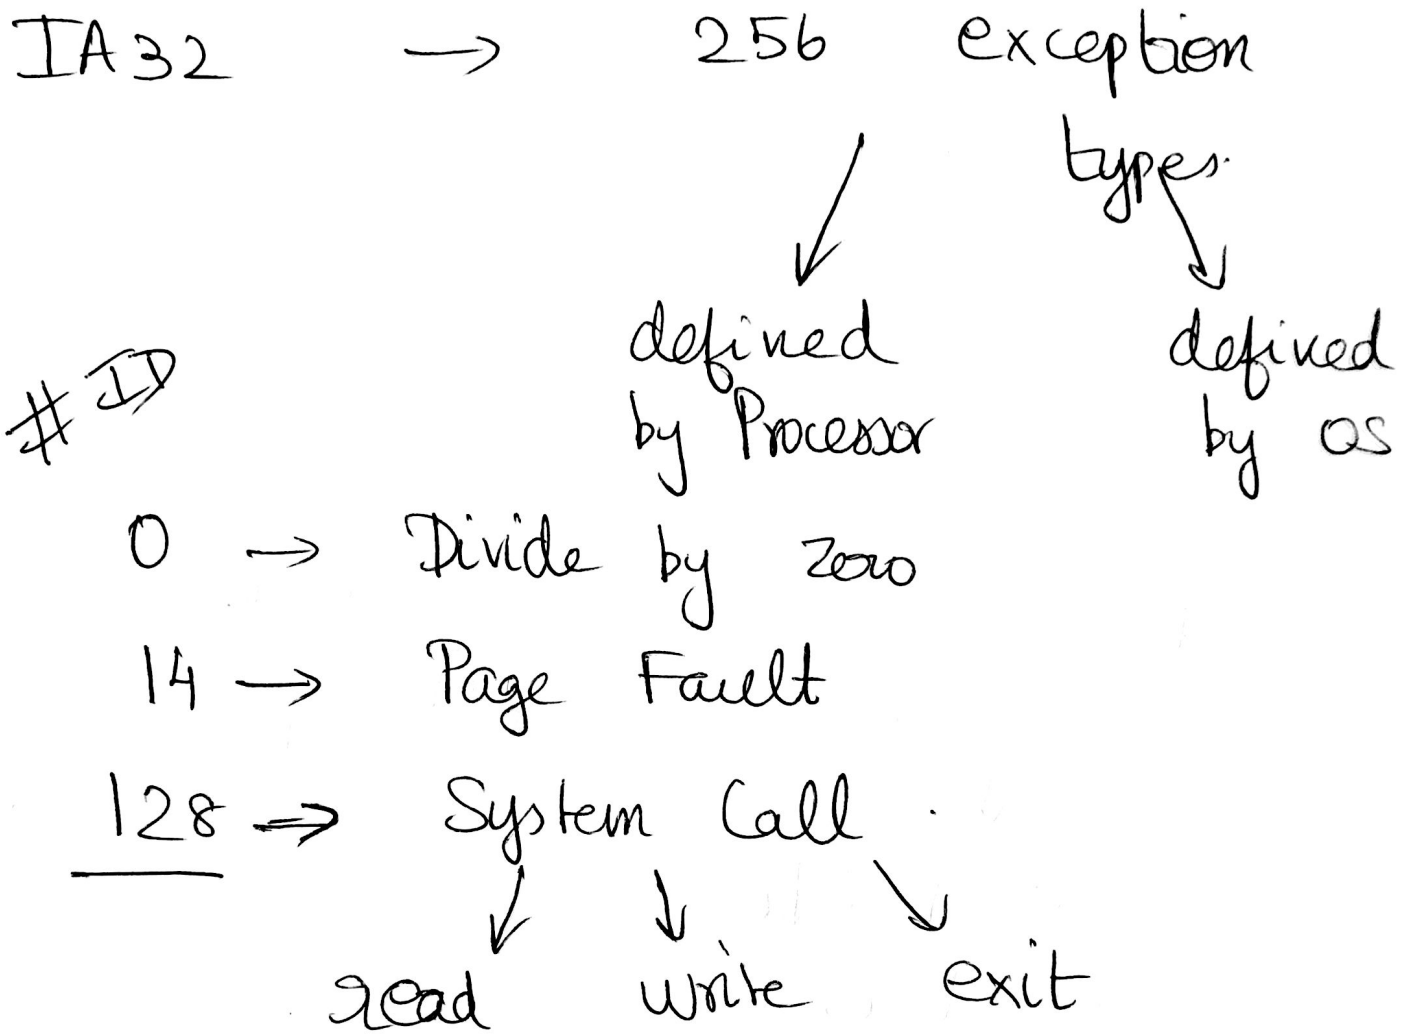 IA32 → 256 exception
types.
defined defined
by Processor by OS
# ID
0 → Divide by zero
14 → Page Fault
128 → System Call
read write exit